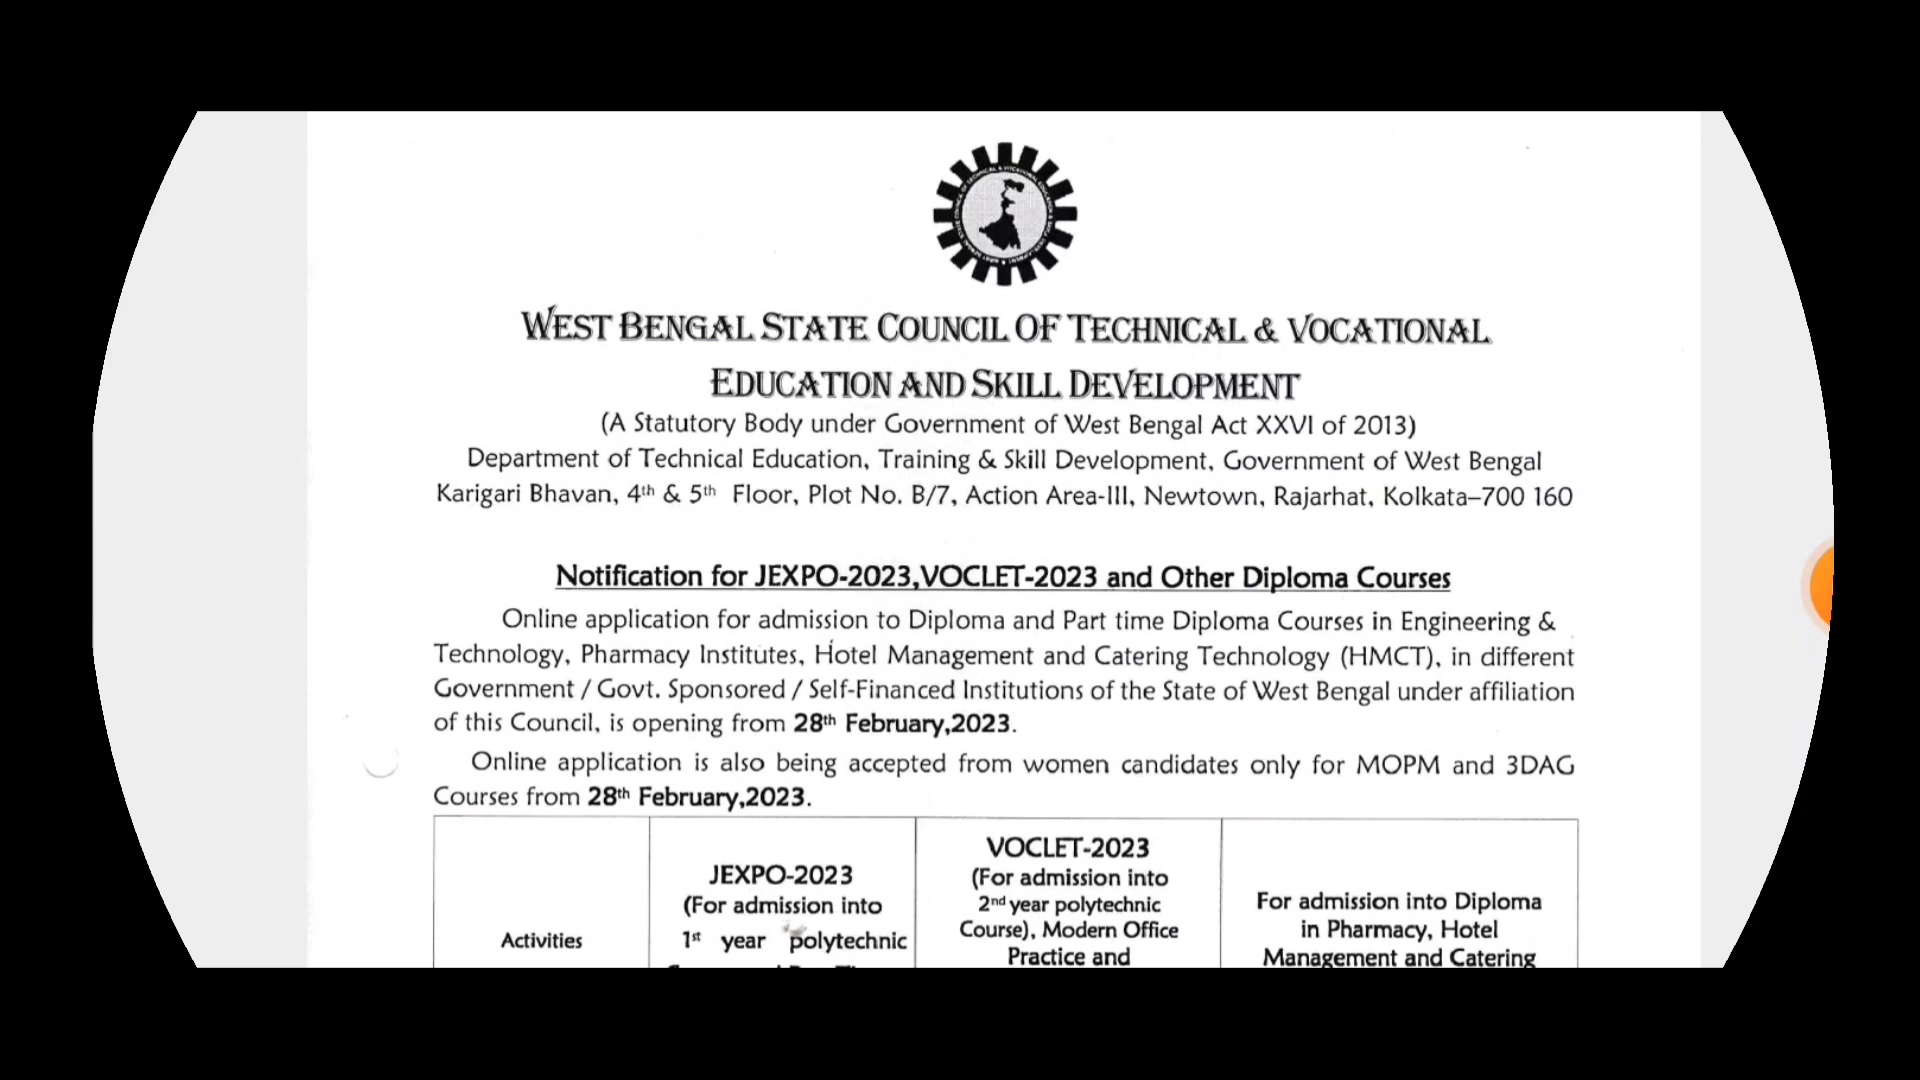 WEST BENGAL STATE COUNCIL OF TECHNICAL & VOCATIONAL
EDUCATION AND SKILL DEVELOPMENT
(A Statutory Body under Government of West Bengal Act XXVI of 2013)
Department of Technical Education, Training & Skill Development, Government of West Bengal
Karigari Bhavan, 4th & 5th Floor, Plot No. B/7, Action Area-III, Newtown, Rajarhat, Kolkata–700 160
Notification for JEXPO-2023,VOCLET-2023 and Other Diploma Courses
Online application for admission to Diploma and Part time Diploma Courses in Engineering &
Technology, Pharmacy Institutes, Hotel Management and Catering Technology (HMCT), in different
Government / Govt. Sponsored / Self-Financed Institutions of the State of West Bengal under affiliation
of this Council, is opening from 28th February,2023.
Online application is also being accepted from women candidates only for MOPM and 3DAG
Courses from 28th February,2023.
Activities
JEXPO-2023
(For admission into
1st year polytechnic
VOCLET-2023
(For admission into
2nd year polytechnic
Course), Modern Office
Practice and
For admission into Diploma
in Pharmacy, Hotel
Management and Catering